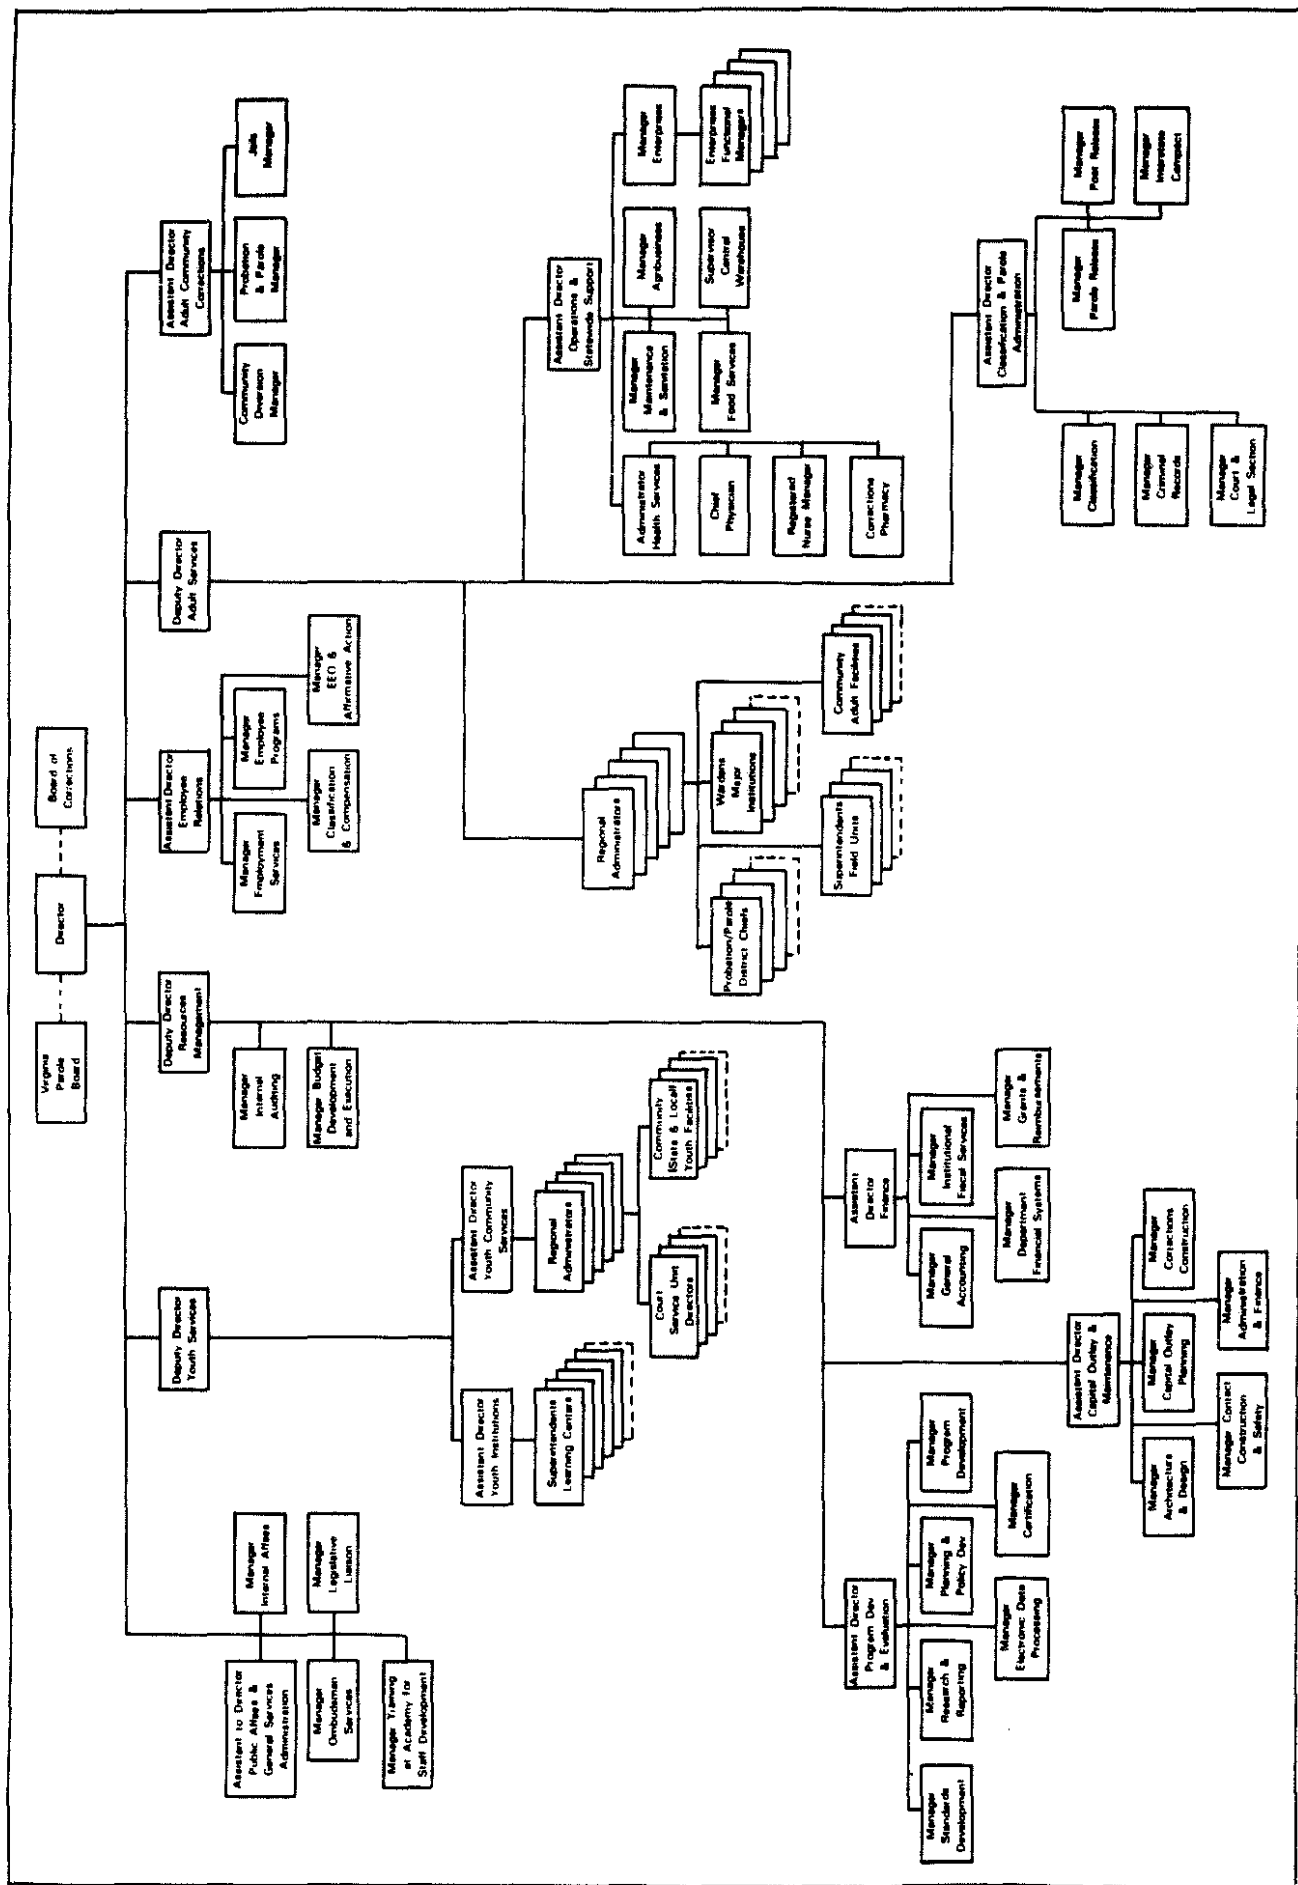 Virginia
Parole
Board
Director
Board of
Corrections
Deputy Director
Youth Services
Deputy Director
Resources
Management
Assistant Director
Employee
Relations
Deputy Director
Adult Services
Assistant Director
Adult Community
Corrections
Assistant to Director
Public Affairs &
General Services
Administration
Manager
Internal Affairs
Manager
Ombudsman
Services
Manager
Legislative
Liaison
Manager Training
at Academy for
Staff Development
Manager
Internal
Auditing
Manager Budget
Development
and Execution
Manager
Employment
Services
Manager
Employee
Programs
Manager
Classification
& Compensation
Manager
EEO &
Affirmative Action
Community
Diversion
Manager
Probation
& Parole
Manager
Jails
Manager
Assistant Director
Youth Institutions
Assistant Director
Youth Community
Services
Superintendents
Learning Centers
Regional
Administrators
Court
Service Unit
Directors
Community
(State & Local)
Youth Facilities
Regional
Administrators
Probation/Parole
District Chiefs
Wardens
Major
Institutions
Superintendents
Field Units
Community
Adult Facilities
Assistant Director
Operations &
Statewide Support
Administrator
Health Services
Manager
Maintenance
& Sanitation
Manager
Agribusiness
Manager
Enterprises
Chief
Physician
Manager
Food Services
Supervisor
Central
Warehouse
Enterprises
Functional
Managers
Registered
Nurse Manager
Corrections
Pharmacy
Assistant Director
Program Dev
& Evaluation
Assistant
Director
Finance
Manager
Standards
Development
Manager
Research &
Reporting
Manager
Planning &
Policy Dev
Manager
Program
Development
Manager
Electronic Data
Processing
Manager
Certification
Manager
General
Accounting
Manager
Institutional
Fiscal Services
Manager
Department
Financial Systems
Manager
Grants &
Reimbursements
Assistant Director
Classification & Parole
Administration
Manager
Classification
Manager
Parole Release
Manager
Post Release
Manager
Criminal
Records
Manager
Interstate
Compact
Manager
Court &
Legal Section
Assistant Director
Capital Outlay &
Maintenance
Manager
Architecture
& Design
Manager
Capital Outlay
Planning
Manager
Corrections
Construction
Manager Contact
Construction
& Safety
Manager
Administration
& Finance